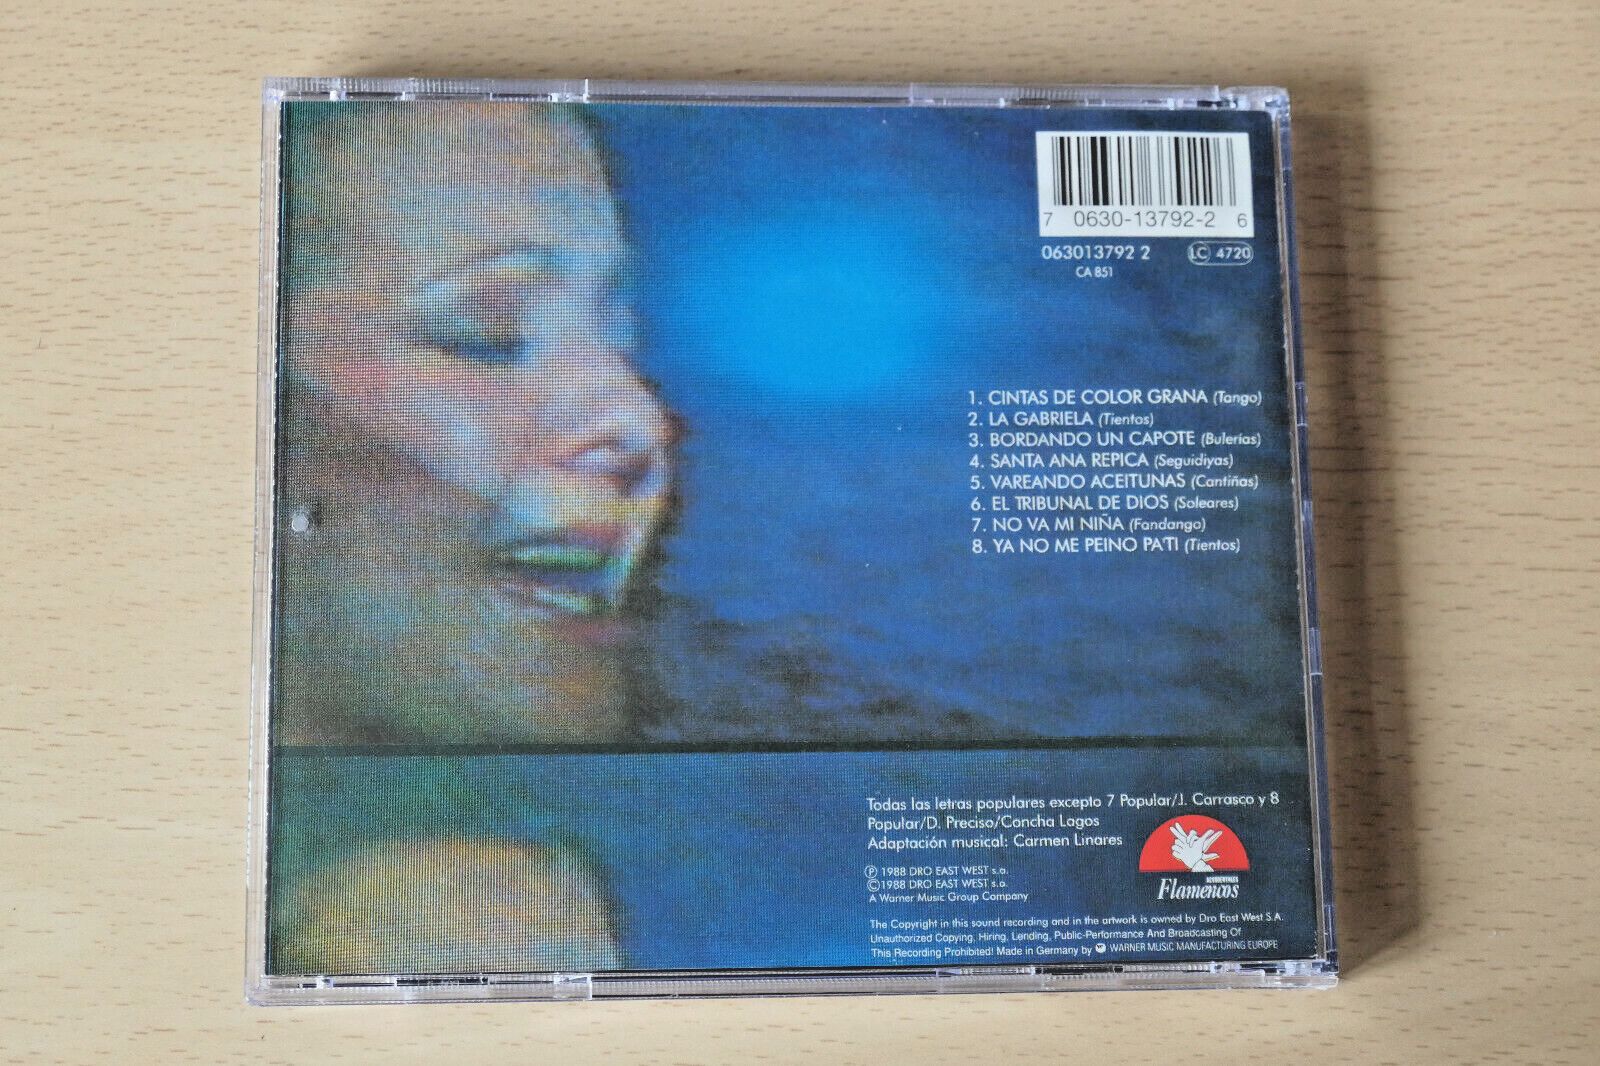 7 0630-13792-2 6
063013792 2
LC 4720
CA 851
1. CINTAS DE COLOR GRANA (Tango)
2. LA GABRIELA (Tientos)
3. BORDANDO UN CAPOTE (Bulerías)
4. SANTA ANA REPICA (Seguidiyas)
5. VAREANDO ACEITUNAS (Cantiñas)
6. EL TRIBUNAL DE DIOS (Soleares)
7. NO VA MI NIÑA (Fandango)
8. YA NO ME PEINO PA'TI (Tientos)
Todas las letras populares excepto 7 Popular/J. Carrasco y 8
Popular/D. Preciso/Concha Lagos
Adaptación musical: Carmen Linares
Ⓟ 1988 DRO EAST WEST s.a.
©1988 DRO EAST WEST s.a.
A Warner Music Group Company
ACCIDENTALES
Flamencos
The Copyright in this sound recording and in the artwork is owned by Dro East West S.A.
Unauthorized Copying, Hiring, Lending, Public-Performance And Broadcasting Of
This Recording Prohibited! Made in Germany by WARNER MUSIC MANUFACTURING EUROPE